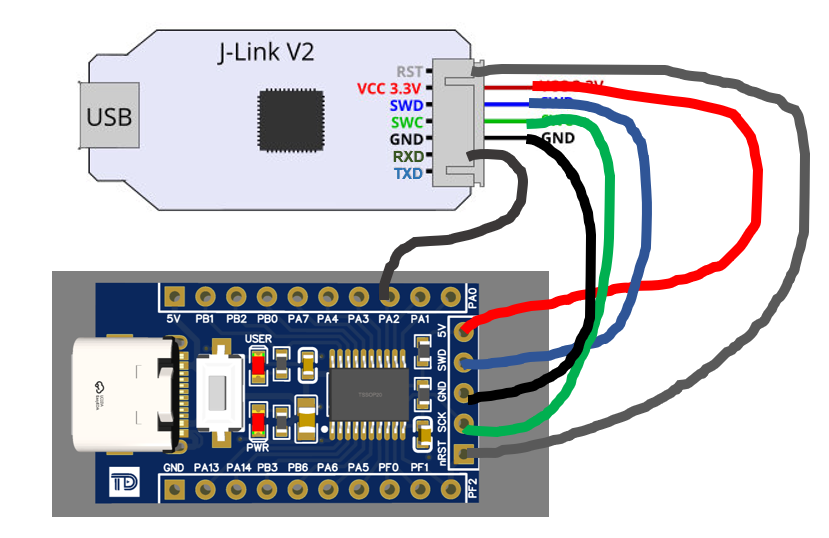 J-Link V2
USB
RST
VCC 3.3V
SWD
SWC
GND
RXD
TXD
GND
5V PB1 PB2 PB0 PA7 PA4 PA3 PA2 PA1 PA0
USER
PWR
5V
SWD
GND
SCK
nRST
GND PA13 PA14 PB3 PB6 PA6 PA5 PF0 PF1 PF2
TD